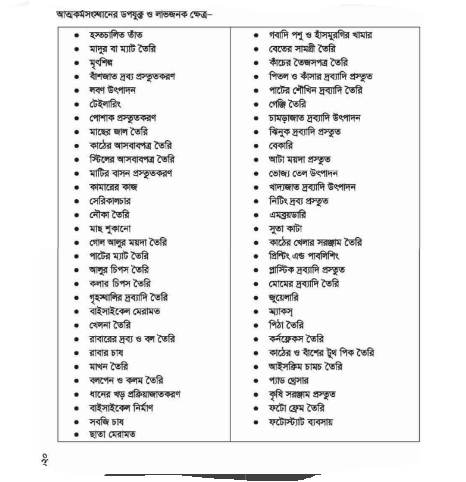 আত্মকর্মসংস্থানের উপযুক্ত ও লাভজনক ক্ষেত্র–
হস্তচালিত তাঁত
মাদুর বা ম্যাট তৈরি
মৃৎশিল্প
বাঁশজাত দ্রব্য প্রস্তুতকরণ
লবণ উৎপাদন
টেইলারিং
পোশাক প্রস্তুতকরণ
মাছের জাল তৈরি
কাঠের আসবাবপত্র তৈরি
স্টিলের আসবাবপত্র তৈরি
মাটির বাসন প্রস্তুতকরণ
কামারের কাজ
সেরিকালচার
নৌকা তৈরি
মাছ শুকানো
গোল আলুর ময়দা তৈরি
পাটের ম্যাট তৈরি
আলুর চিপস তৈরি
কলার চিপস তৈরি
গৃহস্থালির দ্রব্যাদি তৈরি
বাইসাইকেল মেরামত
খেলনা তৈরি
রাবারের দ্রব্য ও বল তৈরি
রাবার চাষ
মাখন তৈরি
বলপেন ও কলম তৈরি
ধানের খড় প্রক্রিয়াজাতকরণ
বাইসাইকেল নির্মাণ
সবজি চাষ
ছাতা মেরামত
গবাদি পশু ও হাঁসমুরগির খামার
বেতের সামগ্রী তৈরি
কাঁচের তৈজসপত্র তৈরি
পিতল ও কাঁসার দ্রব্যাদি প্রস্তুত
পাটের শৌখিন দ্রব্যাদি তৈরি
গেঞ্জি তৈরি
চামড়াজাত দ্রব্যাদি উৎপাদন
ঝিনুক দ্রব্যাদি প্রস্তুত
বেকারি
আটা ময়দা প্রস্তুত
ভোজ্য তেল উৎপাদন
খাদ্যজাত দ্রব্যাদি উৎপাদন
নিটিং দ্রব্য প্রস্তুত
এমব্রয়ডারি
সুতা কাটা
কাঠের খেলার সরঞ্জাম তৈরি
প্রিন্টিং এন্ড পাবলিশিং
প্লাস্টিক দ্রব্যাদি প্রস্তুত
মোমের দ্রব্যাদি তৈরি
জুয়েলারি
ম্যাকস্
পিঠা তৈরি
কর্নফ্লেকস তৈরি
কাঠের ও বাঁশের টুথ পিক তৈরি
আইসক্রিম চামচ তৈরি
প্যাড থ্রেসার
কৃষি সরঞ্জাম প্রস্তুত
ফটো ফ্রেম তৈরি
ফটোস্ট্যাট ব্যবসায়